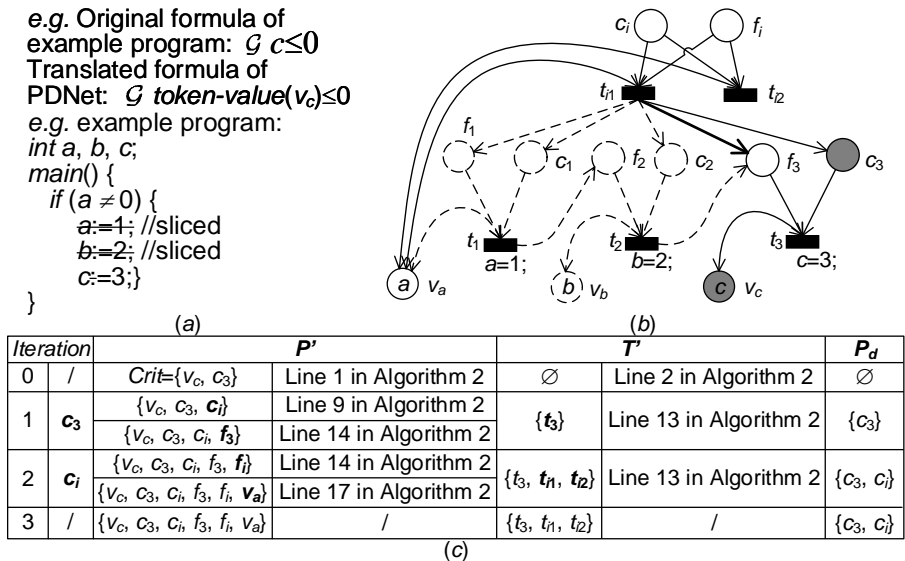 e.g. Original formula of
example program: 𝒢 c≤0
Translated formula of
PDNet: 𝒢 token-value(vc)≤0
e.g. example program:
int a, b, c;
main() {
if (a ≠ 0) {
a:=1; //sliced
b:=2; //sliced
c:=3;}
}
(a)
ci fi
ti1 ti2
f1 c1 f2 c2 f3 c3
t1 t2 t3
a=1; b=2; c=3;
a va b vb c vc
(b)
Iteration P' T' Pd
0 / Crit={vc, c3} Line 1 in Algorithm 2 ∅ Line 2 in Algorithm 2 ∅
1 c3 {vc, c3, ci} Line 9 in Algorithm 2 {t3} Line 13 in Algorithm 2 {c3}
{vc, c3, ci, f3} Line 14 in Algorithm 2
2 ci {vc, c3, ci, f3, fi} Line 14 in Algorithm 2 {t3, ti1, ti2} Line 13 in Algorithm 2 {c3, ci}
{vc, c3, ci, f3, fi, va} Line 17 in Algorithm 2
3 / {vc, c3, ci, f3, fi, va} / {t3, ti1, ti2} / {c3, ci}
(c)